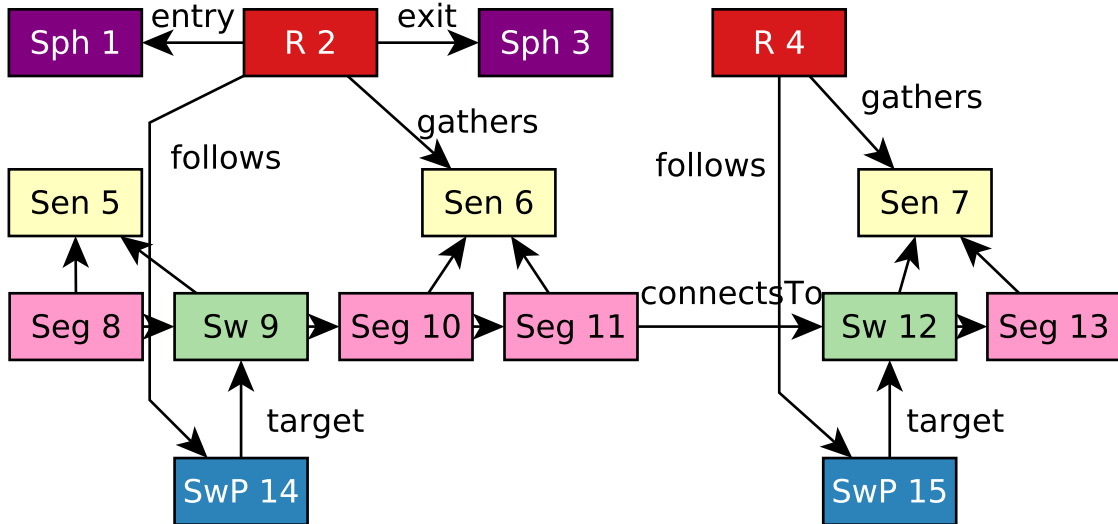 Sph 1
entry
R 2
exit
Sph 3
R 4
gathers
gathers
follows
follows
Sen 5
Sen 6
Sen 7
connectsTo
Seg 8
Sw 9
Seg 10
Seg 11
Sw 12
Seg 13
target
target
SwP 14
SwP 15